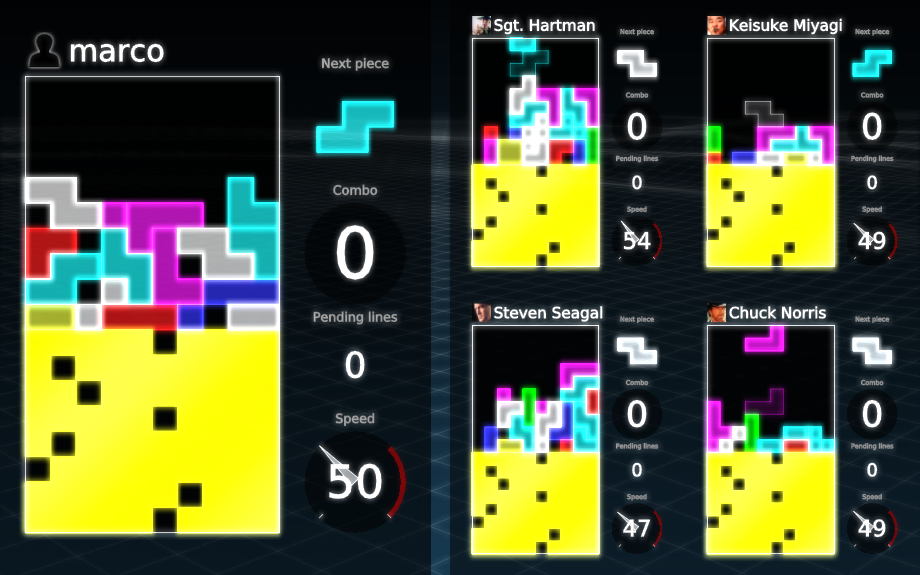 marco
Next piece
Combo
0
Pending lines
0
Speed
50
Sgt. Hartman
Next piece
Combo
0
Pending lines
0
Speed
54
Keisuke Miyagi
Next piece
Combo
0
Pending lines
0
Speed
49
Steven Seagal
Next piece
Combo
0
Pending lines
0
Speed
47
Chuck Norris
Next piece
Combo
0
Pending lines
0
Speed
49